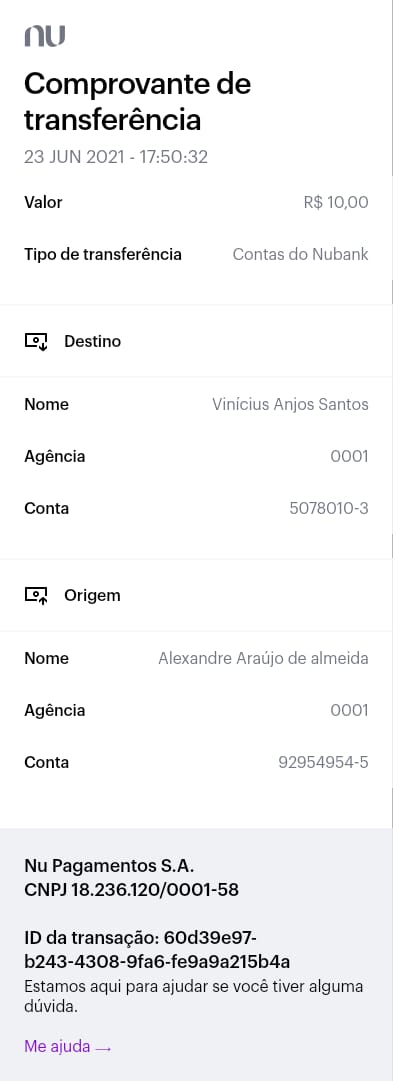 nu
Comprovante de
transferência
23 JUN 2021 - 17:50:32
Valor R$ 10,00
Tipo de transferência Contas do Nubank
Destino
Nome Vinícius Anjos Santos
Agência 0001
Conta 5078010-3
Origem
Nome Alexandre Araújo de almeida
Agência 0001
Conta 92954954-5
Nu Pagamentos S.A.
CNPJ 18.236.120/0001-58
ID da transação: 60d39e97-
b243-4308-9fa6-fe9a9a215b4a
Estamos aqui para ajudar se você tiver alguma
dúvida.
Me ajuda →